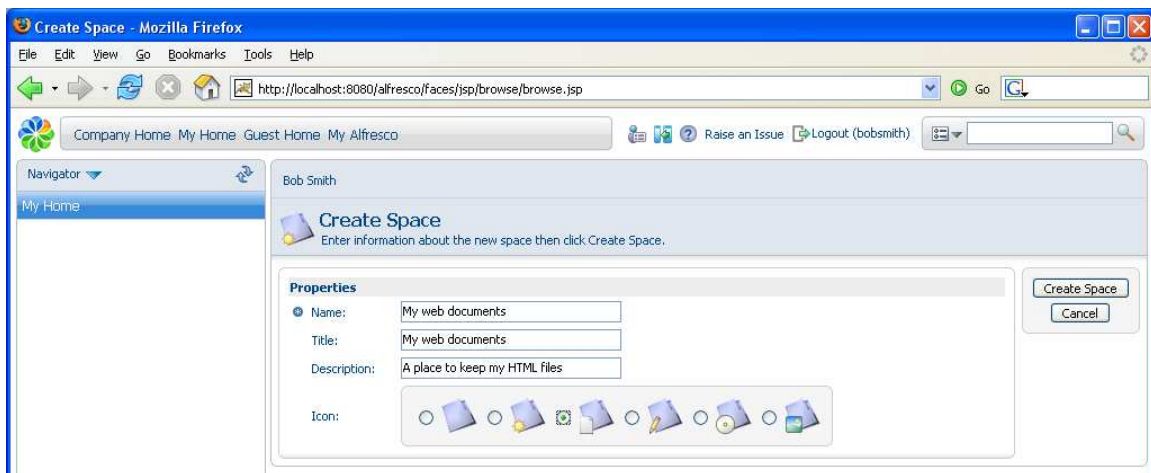 Create Space - Mozilla Firefox
File Edit View Go Bookmarks Tools Help
http://localhost:8080/alfresco/faces/jsp/browse/browse.jsp Go G
Company Home My Home Guest Home My Alfresco ? Raise an Issue Logout (bobsmith)
Navigator
My Home
Bob Smith
Create Space
Enter information about the new space then click Create Space.
Properties
Name: My web documents
Title: My web documents
Description: A place to keep my HTML files
Icon:
Create Space
Cancel